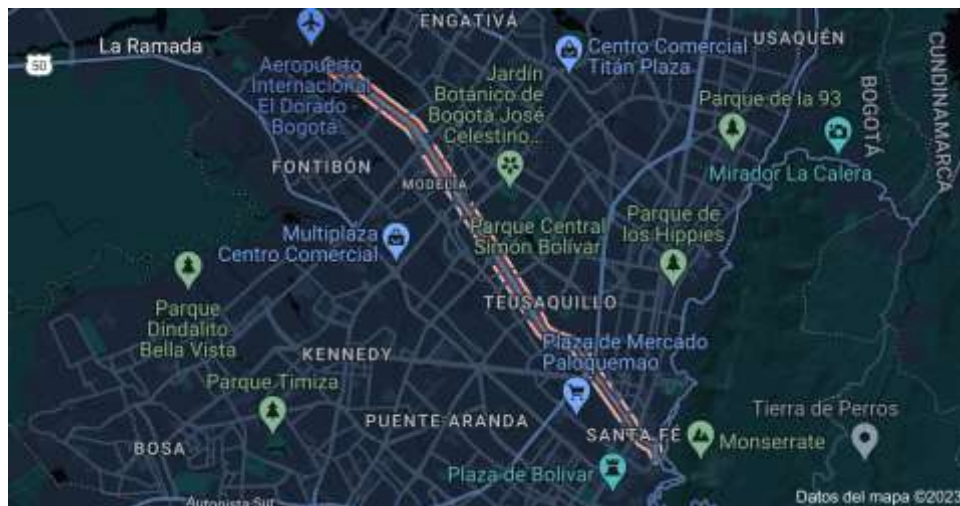 ENGATIVÁ
La Ramada
50
Centro Comercial
Titán Plaza
USAQUÉN
CUNDINAMARCA
BOGOTÁ
Aeropuerto
Internacional
El Dorado -
Bogotá...
Jardín
Botánico de
Bogotá José
Celestino...
Parque de la 93
FONTIBÓN
MODELIA
Mirador La Calera
Multiplaza
Centro Comercial
Parque Central
Simón Bolívar
Parque de
los Hippies
Parque
Dindalito
Bella Vista
TEUSAQUILLO
KENNEDY
Plaza de Mercado
Paloquemao
Parque Timiza
PUENTE ARANDA
Tierra de Perros
BOSA
SANTA FÉ
Monserrate
Plaza de Bolívar
Autopista Sur
Datos del mapa ©2023